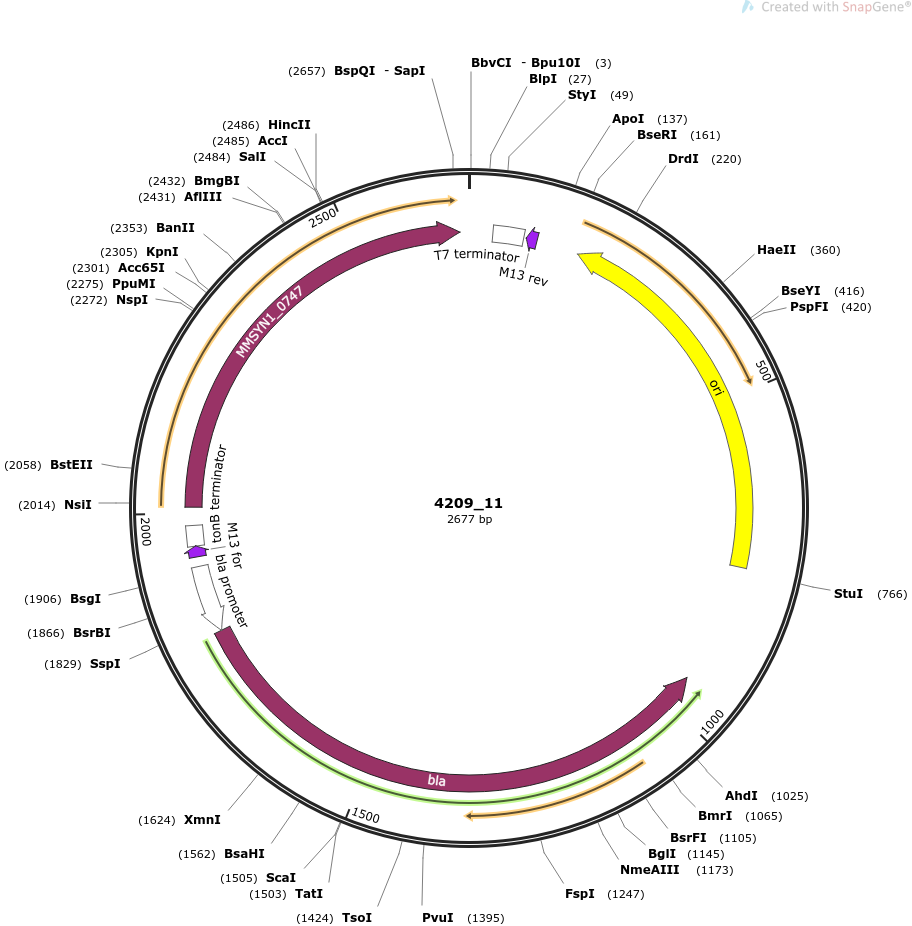 Created with SnapGene®
(2657) BspQI - SapI
BbvCI - Bpu10I (3)
BlpI (27)
StyI (49)
ApoI (137)
BseRI (161)
DrdI (220)
HaeII (360)
BseYI (416)
PspFI (420)
StuI (766)
AhdI (1025)
BmrI (1065)
BsrFI (1105)
BglI (1145)
NmeAIII (1173)
FspI (1247)
PvuI (1395)
(1424) TsoI
(1503) TatI
(1505) ScaI
(1562) BsaHI
(1624) XmnI
(1829) SspI
(1866) BsrBI
(1906) BsgI
(2014) NsiI
(2058) BstEII
(2272) NspI
(2275) PpuMI
(2301) Acc65I
(2305) KpnI
(2353) BanII
(2431) AflIII
(2432) BmgBI
(2484) SalI
(2485) AccI
(2486) HincII
500
1000
1500
2000
2500
T7 terminator
M13 rev
ori
bla
bla promoter
M13 for
tonB terminator
MMSYN1_0747
4209_11
2677 bp